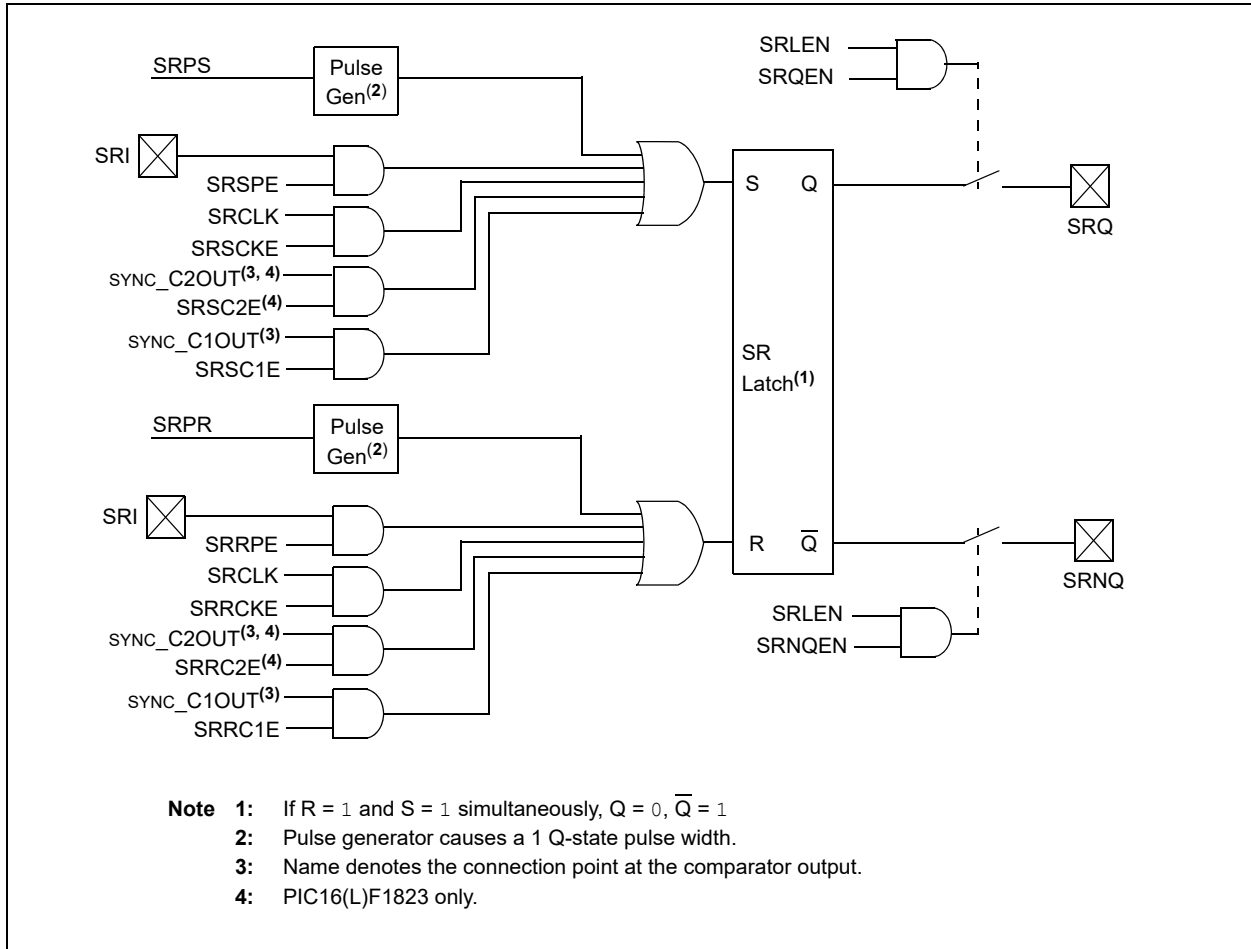 SRPS
Pulse
Gen(2)
SRI
SRSPE
SRCLK
SRSCKE
SYNC_C2OUT(3, 4)
SRSC2E(4)
SYNC_C1OUT(3)
SRSC1E
SRLEN
SRQEN
S Q
SRQ
SR
Latch(1)
SRPR
Pulse
Gen(2)
SRI
SRRPE
SRCLK
SRRCKE
SYNC_C2OUT(3, 4)
SRRC2E(4)
SYNC_C1OUT(3)
SRRC1E
R Q̅
SRNQ
SRLEN
SRNQEN
Note 1: If R = 1 and S = 1 simultaneously, Q = 0, Q̅ = 1
2: Pulse generator causes a 1 Q-state pulse width.
3: Name denotes the connection point at the comparator output.
4: PIC16(L)F1823 only.